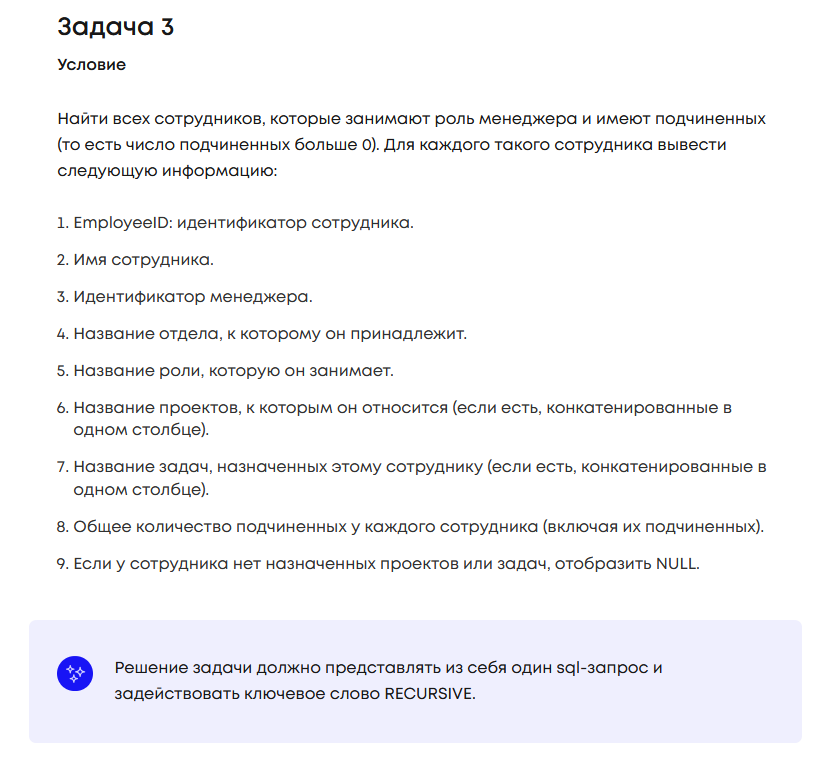 Задача 3
Условие
Найти всех сотрудников, которые занимают роль менеджера и имеют подчиненных
(то есть число подчиненных больше 0). Для каждого такого сотрудника вывести
следующую информацию:
1. EmployeeID: идентификатор сотрудника.
2. Имя сотрудника.
3. Идентификатор менеджера.
4. Название отдела, к которому он принадлежит.
5. Название роли, которую он занимает.
6. Название проектов, к которым он относится (если есть, конкатенированные в
одном столбце).
7. Название задач, назначенных этому сотруднику (если есть, конкатенированные в
одном столбце).
8. Общее количество подчиненных у каждого сотрудника (включая их подчиненных).
9. Если у сотрудника нет назначенных проектов или задач, отобразить NULL.
Решение задачи должно представлять из себя один sql-запрос и
задействовать ключевое слово RECURSIVE.